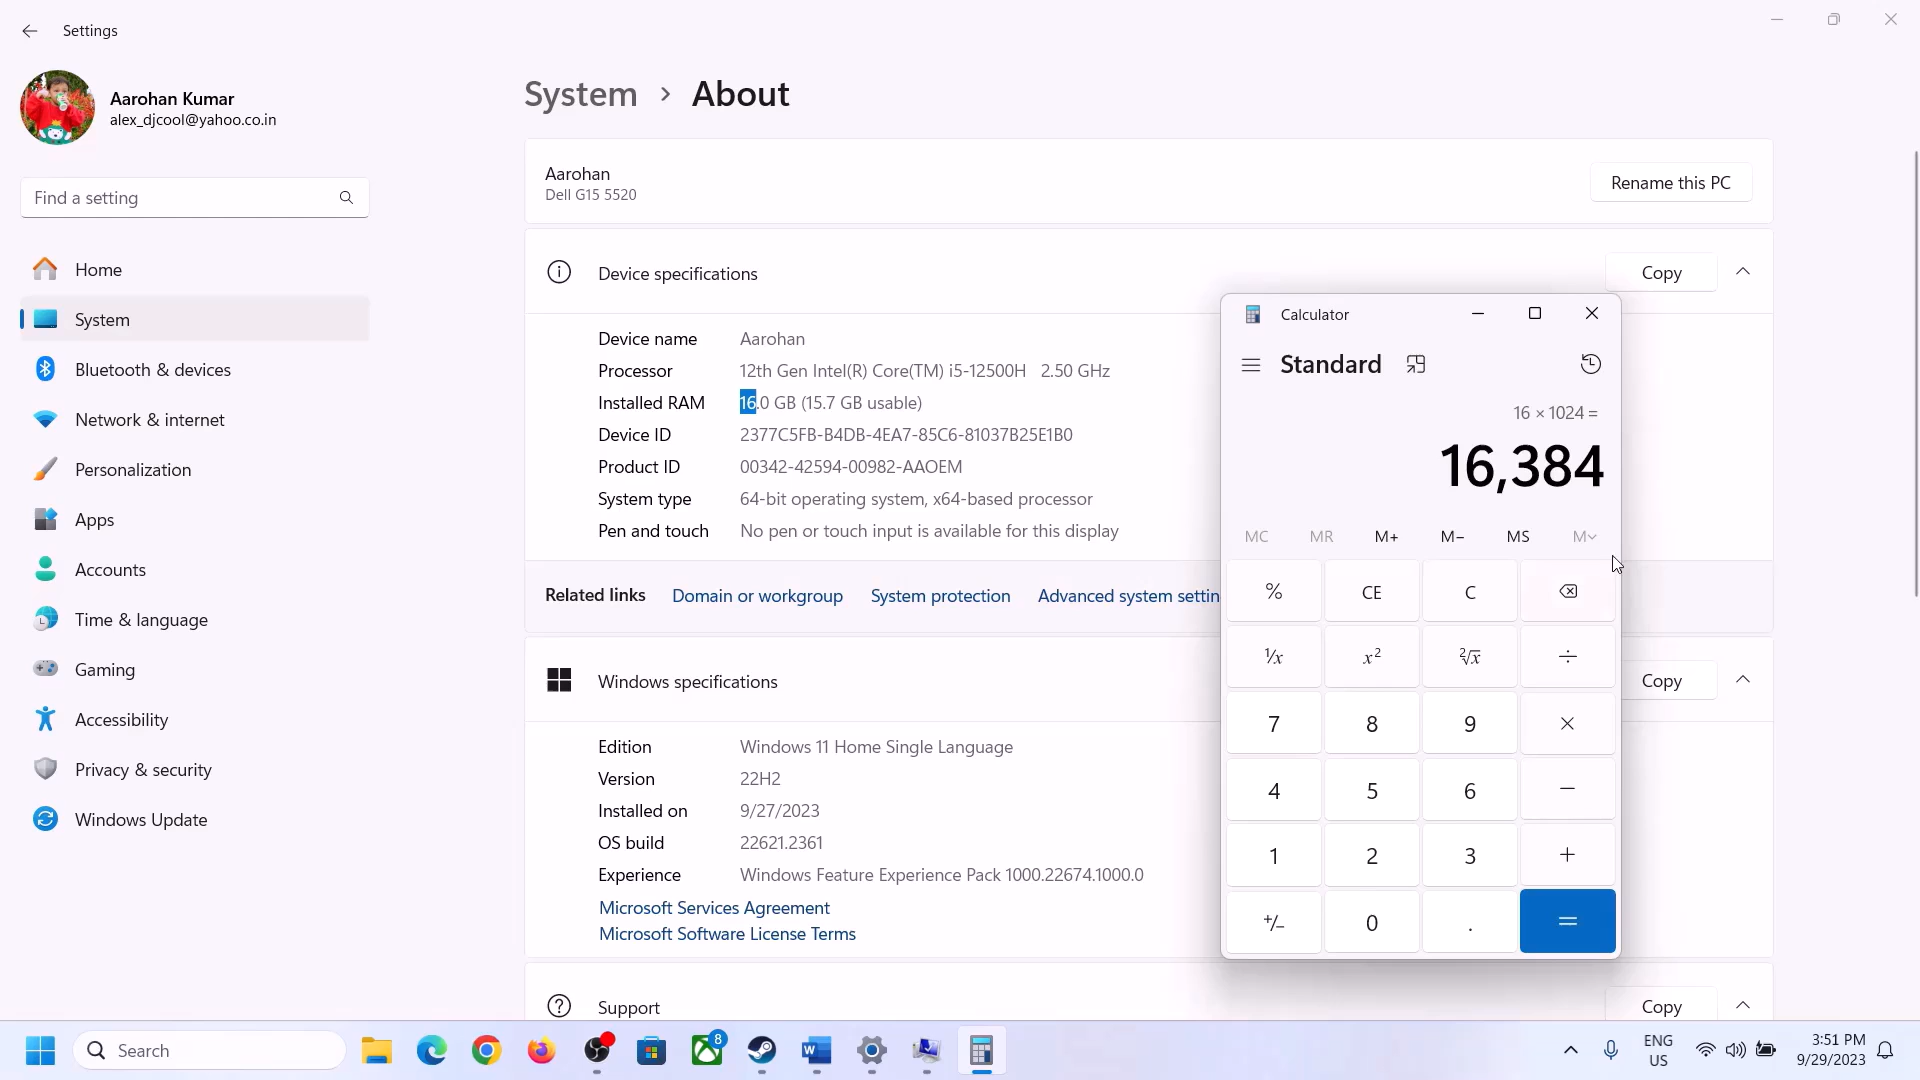 Settings
Aarohan Kumar
alex_djcool@yahoo.co.in
Find a setting
Home
System
Bluetooth & devices
Network & internet
Personalization
Apps
Accounts
Time & language
Gaming
Accessibility
Privacy & security
Windows Update
System > About
Aarohan
Dell G15 5520
Rename this PC
Device specifications
Copy
Device name Aarohan
Processor 12th Gen Intel(R) Core(TM) i5-12500H 2.50 GHz
Installed RAM 16.0 GB (15.7 GB usable)
Device ID 2377C5FB-B4DB-4EA7-85C6-81037B25E1B0
Product ID 00342-42594-00982-AAOEM
System type 64-bit operating system, x64-based processor
Pen and touch No pen or touch input is available for this display
Related links Domain or workgroup System protection Advanced system settin
Windows specifications
Copy
Edition Windows 11 Home Single Language
Version 22H2
Installed on 9/27/2023
OS build 22621.2361
Experience Windows Feature Experience Pack 1000.22674.1000.0
Microsoft Services Agreement
Microsoft Software License Terms
Support
Copy
Calculator
Standard
16 × 1024 =
16,384
MC MR M+ M− MS M
% CE C
1/x x² ²√x ÷
7 8 9 ×
4 5 6 −
1 2 3 +
+/− 0 . =
Search
8
ENG
US
3:51 PM
9/29/2023